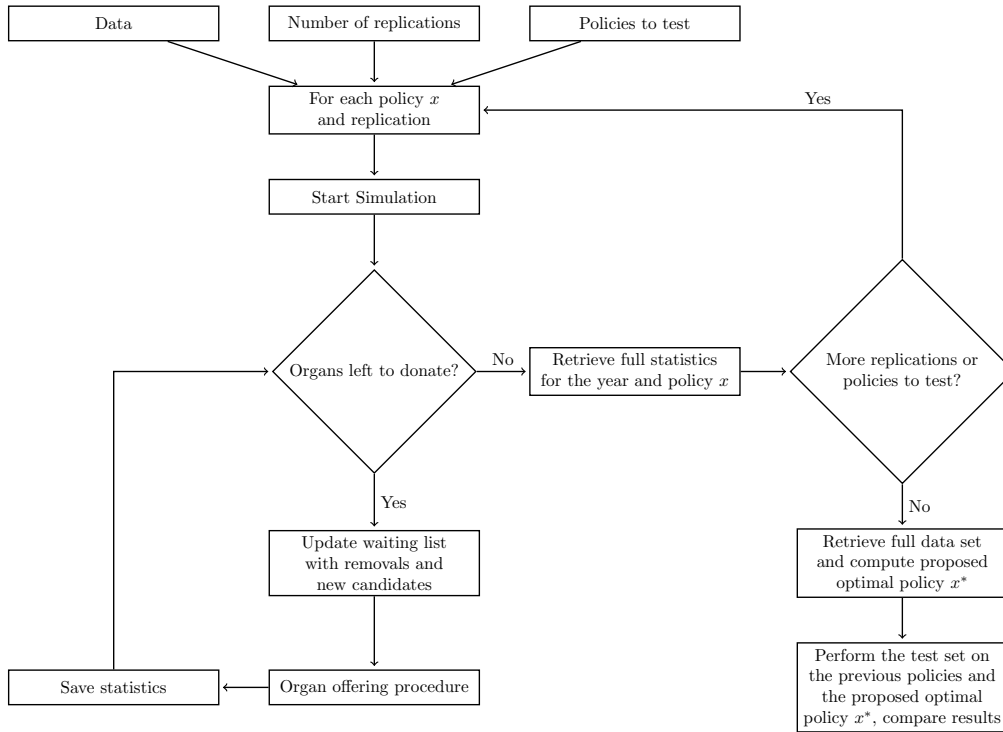 Data
Number of replications
Policies to test
For each policy x
and replication
Yes
Start Simulation
Organs left to donate?
No
Retrieve full statistics
for the year and policy x
More replications or
policies to test?
Yes
No
Update waiting list
with removals and
new candidates
Retrieve full data set
and compute proposed
optimal policy x*
Save statistics
Organ offering procedure
Perform the test set on
the previous policies and
the proposed optimal
policy x*, compare results